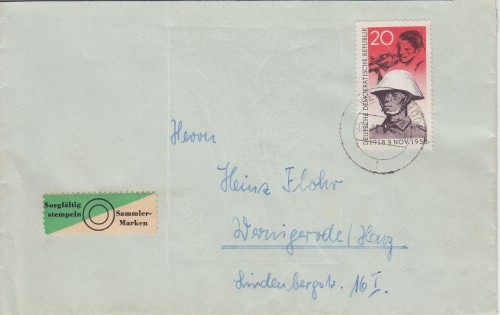 20
DEUTSCHE DEMOKRATISCHE REPUBLIK
1918 9. NOV. 1958
Herrn
Heinz Flohr
Wernigerode/Harz
Lindenbergstr. 16 I.
Sorgfältig
stempeln
Sammler-
Marken